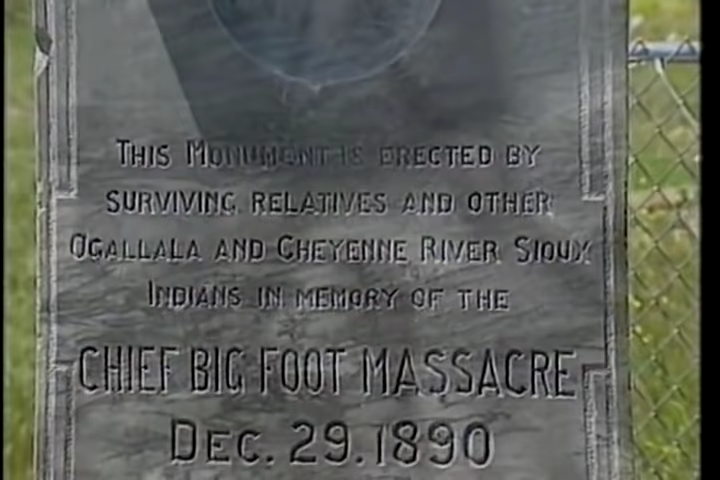 This Monument is erected by
surviving relatives and other
Ogallala and Cheyenne River Sioux
Indians in memory of the
CHIEF BIG FOOT MASSACRE
Dec. 29. 1890